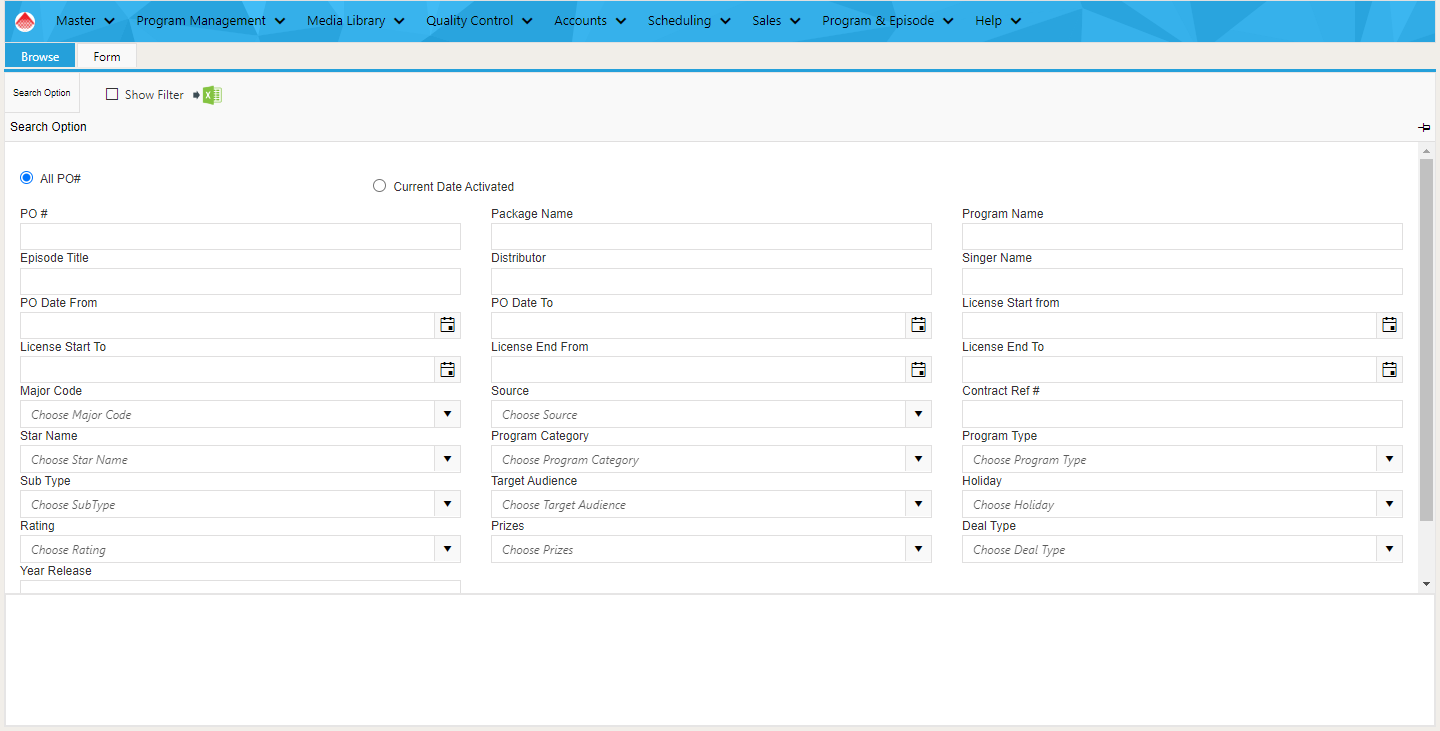 Master Program Management Media Library Quality Control Accounts Scheduling Sales Program & Episode Help
Browse Form
Search Option Show Filter
Search Option
All PO# Current Date Activated
PO # Package Name Program Name
Episode Title Distributor Singer Name
PO Date From PO Date To License Start from
License Start To License End From License End To
Major Code Source Contract Ref #
Choose Major Code Choose Source
Star Name Program Category Program Type
Choose Star Name Choose Program Category Choose Program Type
Sub Type Target Audience Holiday
Choose SubType Choose Target Audience Choose Holiday
Rating Prizes Deal Type
Choose Rating Choose Prizes Choose Deal Type
Year Release